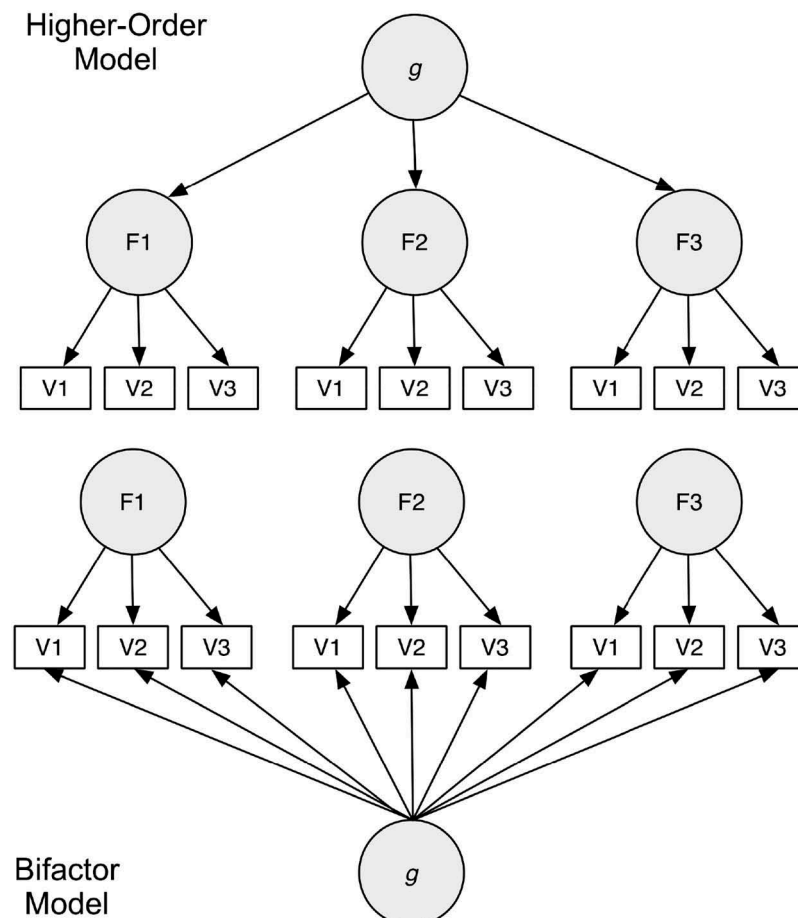 Higher-Order
Model
g
F1 F2 F3
V1 V2 V3 V1 V2 V3 V1 V2 V3
F1 F2 F3
V1 V2 V3 V1 V2 V3 V1 V2 V3
Bifactor
Model
g